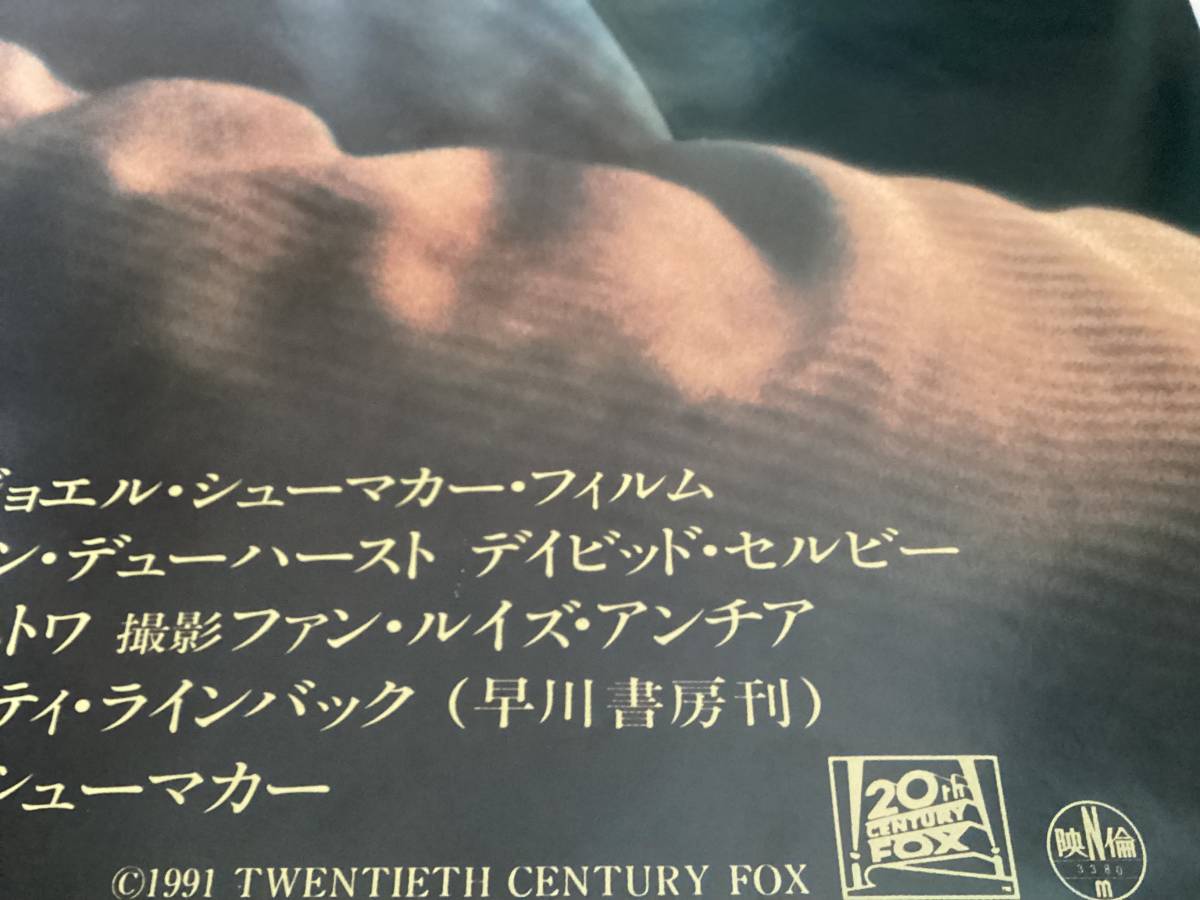 ジョエル・シューマカー・フィルム
ン・デューハースト デイビッド・セルビー
トワ 撮影ファン・ルイズ・アンチア
ティ・ラインバック (早川書房刊)
シューマカー
20th
CENTURY
FOX
映N倫
3380
m
©1991 TWENTIETH CENTURY FOX